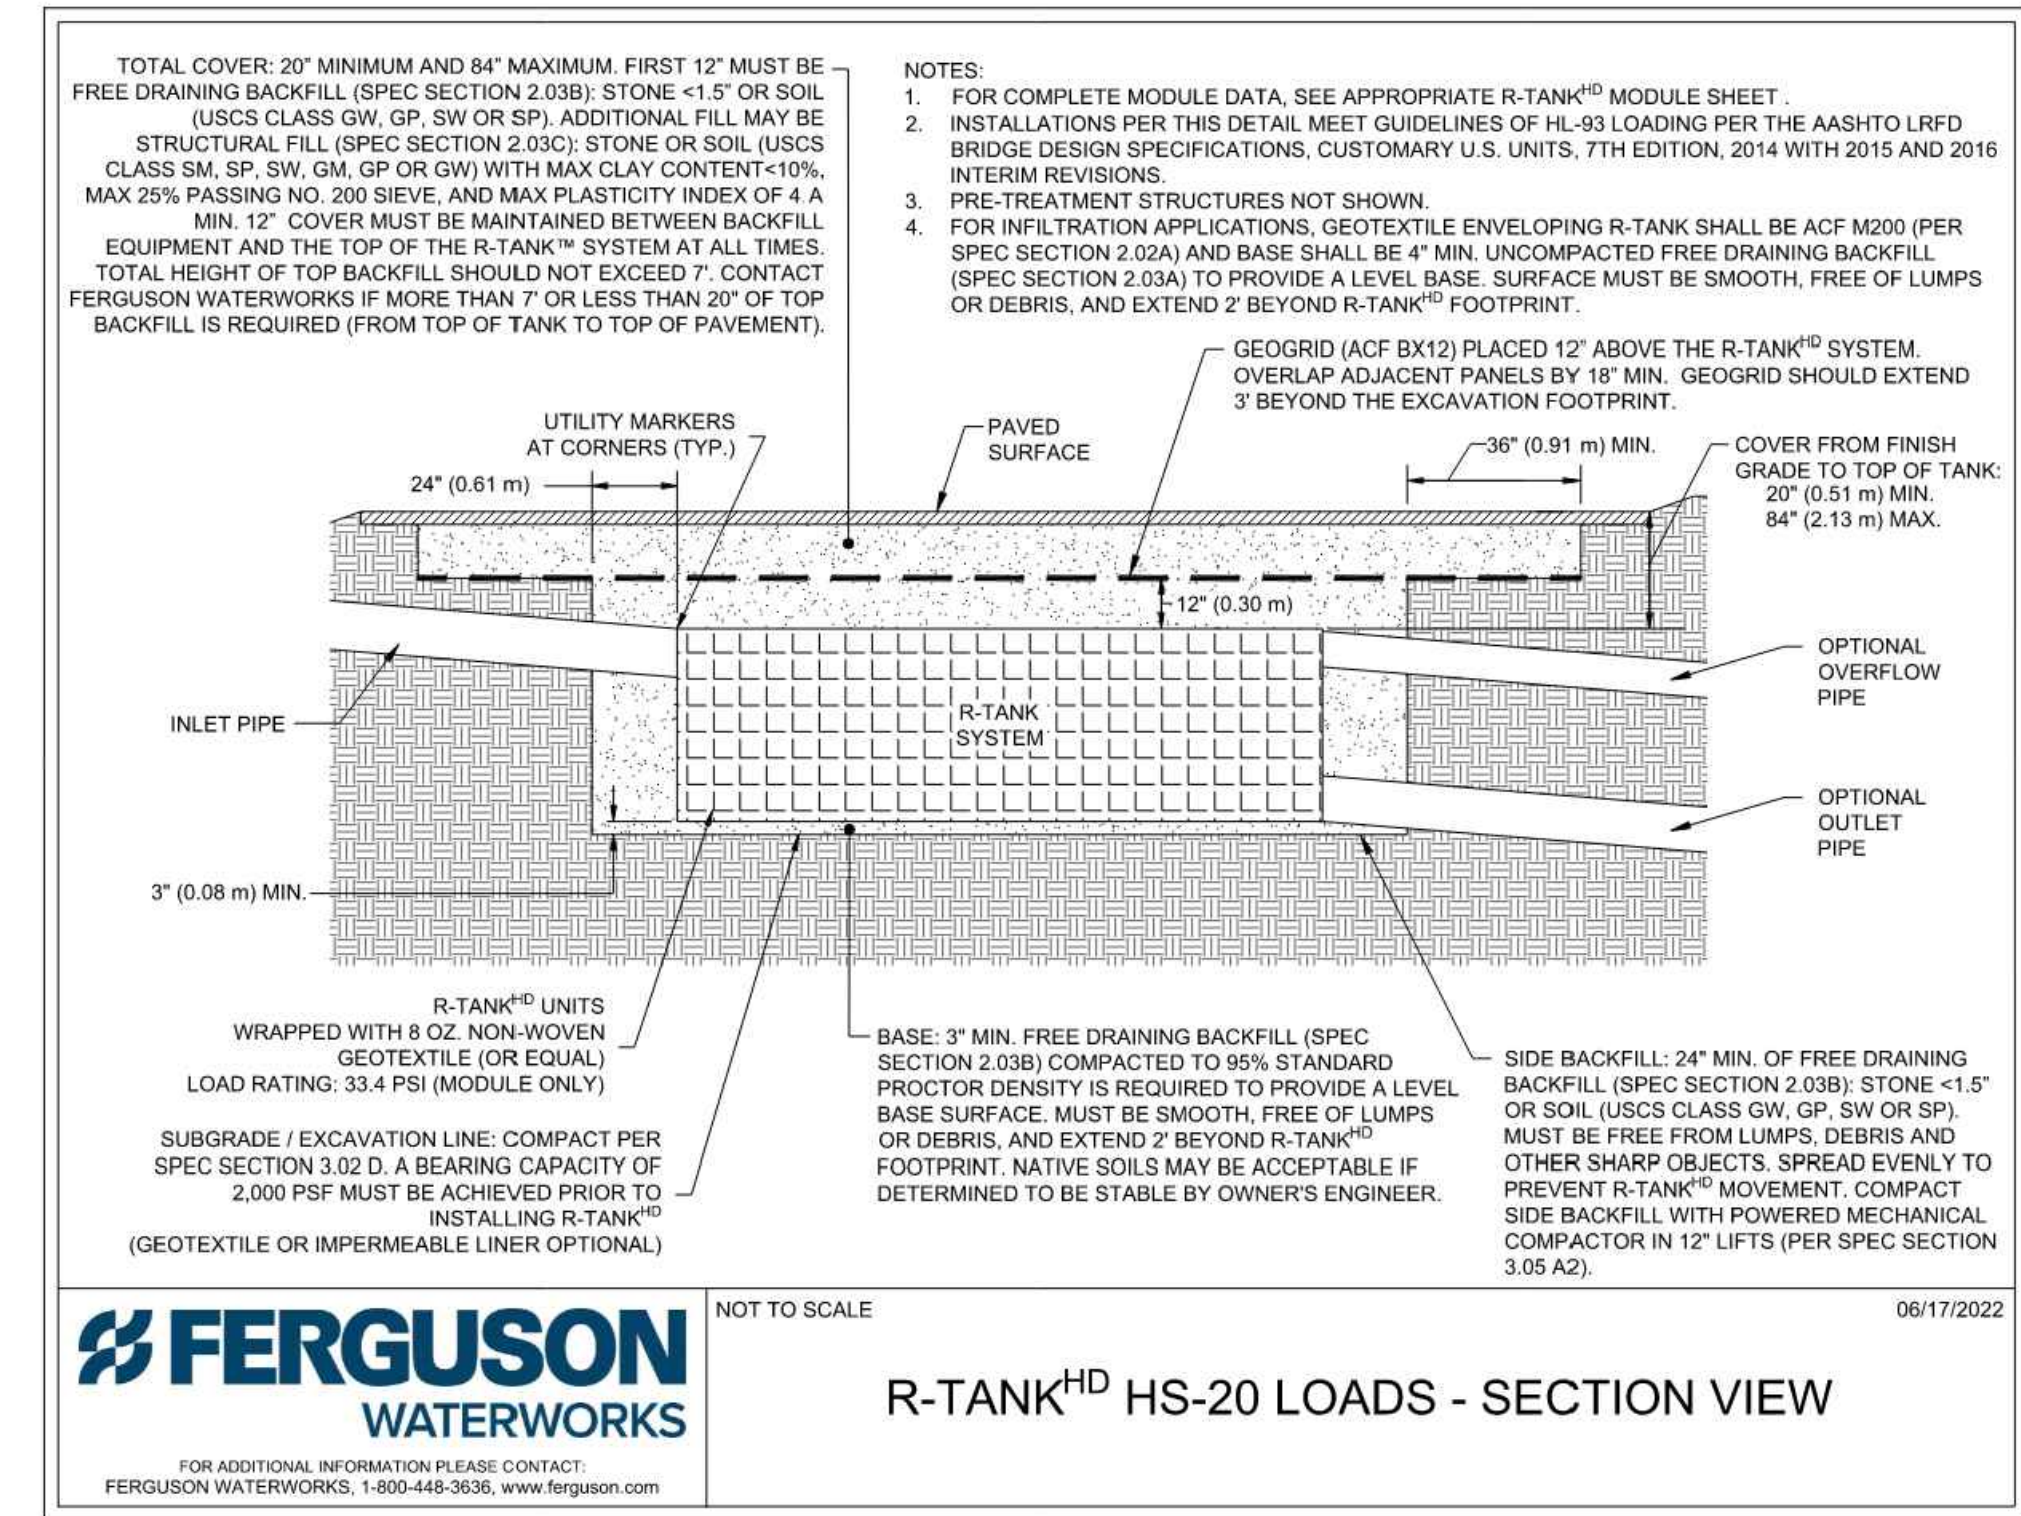 TOTAL COVER: 20" MINIMUM AND 84" MAXIMUM. FIRST 12" MUST BE
FREE DRAINING BACKFILL (SPEC SECTION 2.03B): STONE <1.5" OR SOIL
(USCS CLASS GW, GP, SW OR SP). ADDITIONAL FILL MAY BE
STRUCTURAL FILL (SPEC SECTION 2.03C): STONE OR SOIL (USCS
CLASS SM, SP, SW, GM, GP OR GW) WITH MAX CLAY CONTENT<10%,
MAX 25% PASSING NO. 200 SIEVE, AND MAX PLASTICITY INDEX OF 4. A
MIN. 12" COVER MUST BE MAINTAINED BETWEEN BACKFILL
EQUIPMENT AND THE TOP OF THE R-TANK™ SYSTEM AT ALL TIMES.
TOTAL HEIGHT OF TOP BACKFILL SHOULD NOT EXCEED 7'. CONTACT
FERGUSON WATERWORKS IF MORE THAN 7' OR LESS THAN 20" OF TOP
BACKFILL IS REQUIRED (FROM TOP OF TANK TO TOP OF PAVEMENT).
NOTES:
1. FOR COMPLETE MODULE DATA, SEE APPROPRIATE R-TANKHD MODULE SHEET .
2. INSTALLATIONS PER THIS DETAIL MEET GUIDELINES OF HL-93 LOADING PER THE AASHTO LRFD
BRIDGE DESIGN SPECIFICATIONS, CUSTOMARY U.S. UNITS, 7TH EDITION, 2014 WITH 2015 AND 2016
INTERIM REVISIONS.
3. PRE-TREATMENT STRUCTURES NOT SHOWN.
4. FOR INFILTRATION APPLICATIONS, GEOTEXTILE ENVELOPING R-TANK SHALL BE ACF M200 (PER
SPEC SECTION 2.02A) AND BASE SHALL BE 4" MIN. UNCOMPACTED FREE DRAINING BACKFILL
(SPEC SECTION 2.03A) TO PROVIDE A LEVEL BASE. SURFACE MUST BE SMOOTH, FREE OF LUMPS
OR DEBRIS, AND EXTEND 2' BEYOND R-TANKHD FOOTPRINT.
GEOGRID (ACF BX12) PLACED 12" ABOVE THE R-TANKHD SYSTEM.
OVERLAP ADJACENT PANELS BY 18" MIN. GEOGRID SHOULD EXTEND
3' BEYOND THE EXCAVATION FOOTPRINT.
UTILITY MARKERS
AT CORNERS (TYP.)
PAVED
SURFACE
24" (0.61 m)
36" (0.91 m) MIN.
COVER FROM FINISH
GRADE TO TOP OF TANK:
20" (0.51 m) MIN.
84" (2.13 m) MAX.
12" (0.30 m)
INLET PIPE
R-TANK
SYSTEM
OPTIONAL
OVERFLOW
PIPE
OPTIONAL
OUTLET
PIPE
3" (0.08 m) MIN.
R-TANKHD UNITS
WRAPPED WITH 8 OZ. NON-WOVEN
GEOTEXTILE (OR EQUAL)
LOAD RATING: 33.4 PSI (MODULE ONLY)
SUBGRADE / EXCAVATION LINE: COMPACT PER
SPEC SECTION 3.02 D. A BEARING CAPACITY OF
2,000 PSF MUST BE ACHIEVED PRIOR TO
INSTALLING R-TANKHD
(GEOTEXTILE OR IMPERMEABLE LINER OPTIONAL)
BASE: 3" MIN. FREE DRAINING BACKFILL (SPEC
SECTION 2.03B) COMPACTED TO 95% STANDARD
PROCTOR DENSITY IS REQUIRED TO PROVIDE A LEVEL
BASE SURFACE. MUST BE SMOOTH, FREE OF LUMPS
OR DEBRIS, AND EXTEND 2' BEYOND R-TANKHD
FOOTPRINT. NATIVE SOILS MAY BE ACCEPTABLE IF
DETERMINED TO BE STABLE BY OWNER'S ENGINEER.
SIDE BACKFILL: 24" MIN. OF FREE DRAINING
BACKFILL (SPEC SECTION 2.03B): STONE <1.5"
OR SOIL (USCS CLASS GW, GP, SW OR SP).
MUST BE FREE FROM LUMPS, DEBRIS AND
OTHER SHARP OBJECTS. SPREAD EVENLY TO
PREVENT R-TANKHD MOVEMENT. COMPACT
SIDE BACKFILL WITH POWERED MECHANICAL
COMPACTOR IN 12" LIFTS (PER SPEC SECTION
3.05 A2).
FERGUSON
WATERWORKS
FOR ADDITIONAL INFORMATION PLEASE CONTACT:
FERGUSON WATERWORKS, 1-800-448-3636, www.ferguson.com
NOT TO SCALE
06/17/2022
R-TANKHD HS-20 LOADS - SECTION VIEW